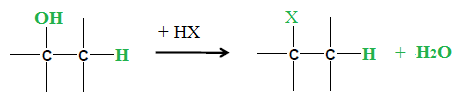 OH
C C H
+ HX
X
C C H + H2O